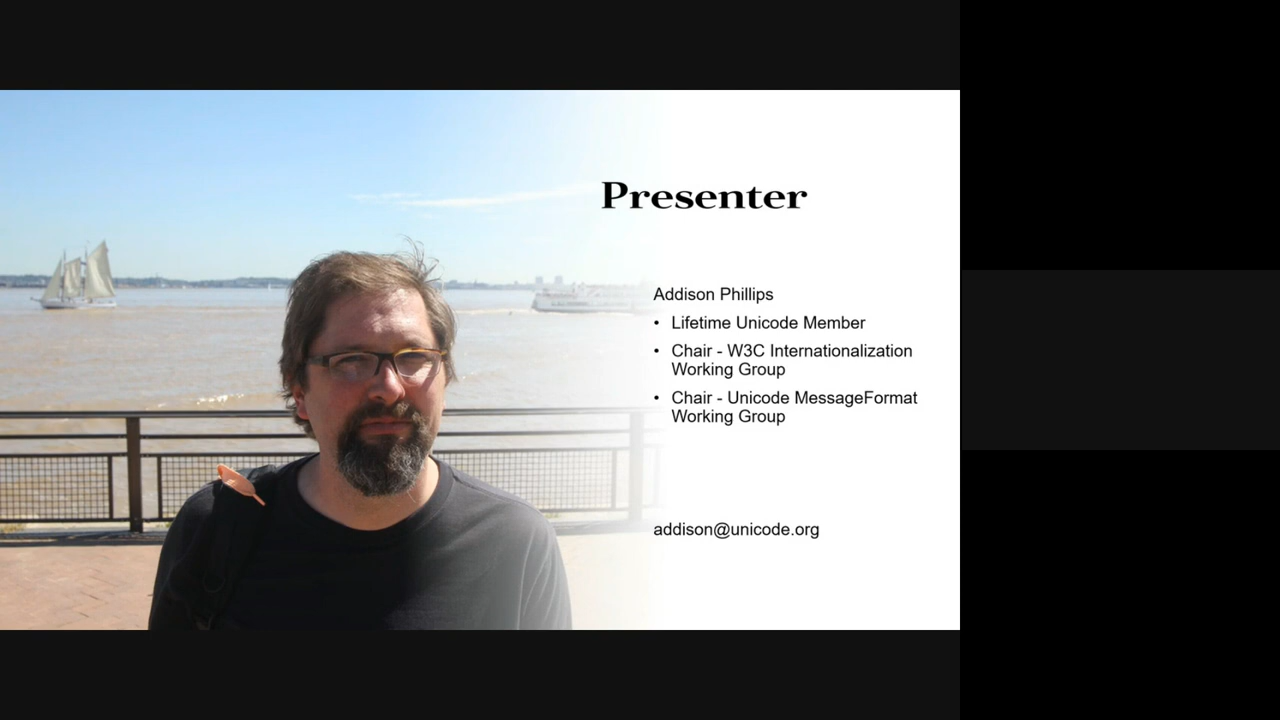 Presenter
Addison Phillips
• Lifetime Unicode Member
• Chair - W3C Internationalization
Working Group
• Chair - Unicode MessageFormat
Working Group
addison@unicode.org